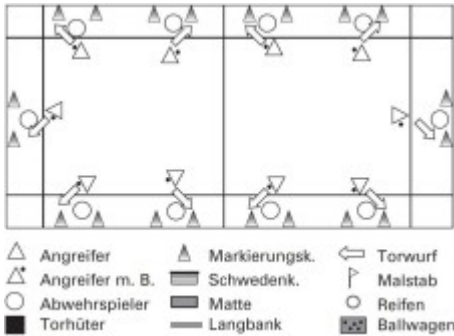 Angreifer Markierungsk. Torwurf
Angreifer m. B. Schwedenk. Malstab
Abwehrspieler Matte Reifen
Torhüter Langbank Ballwagen